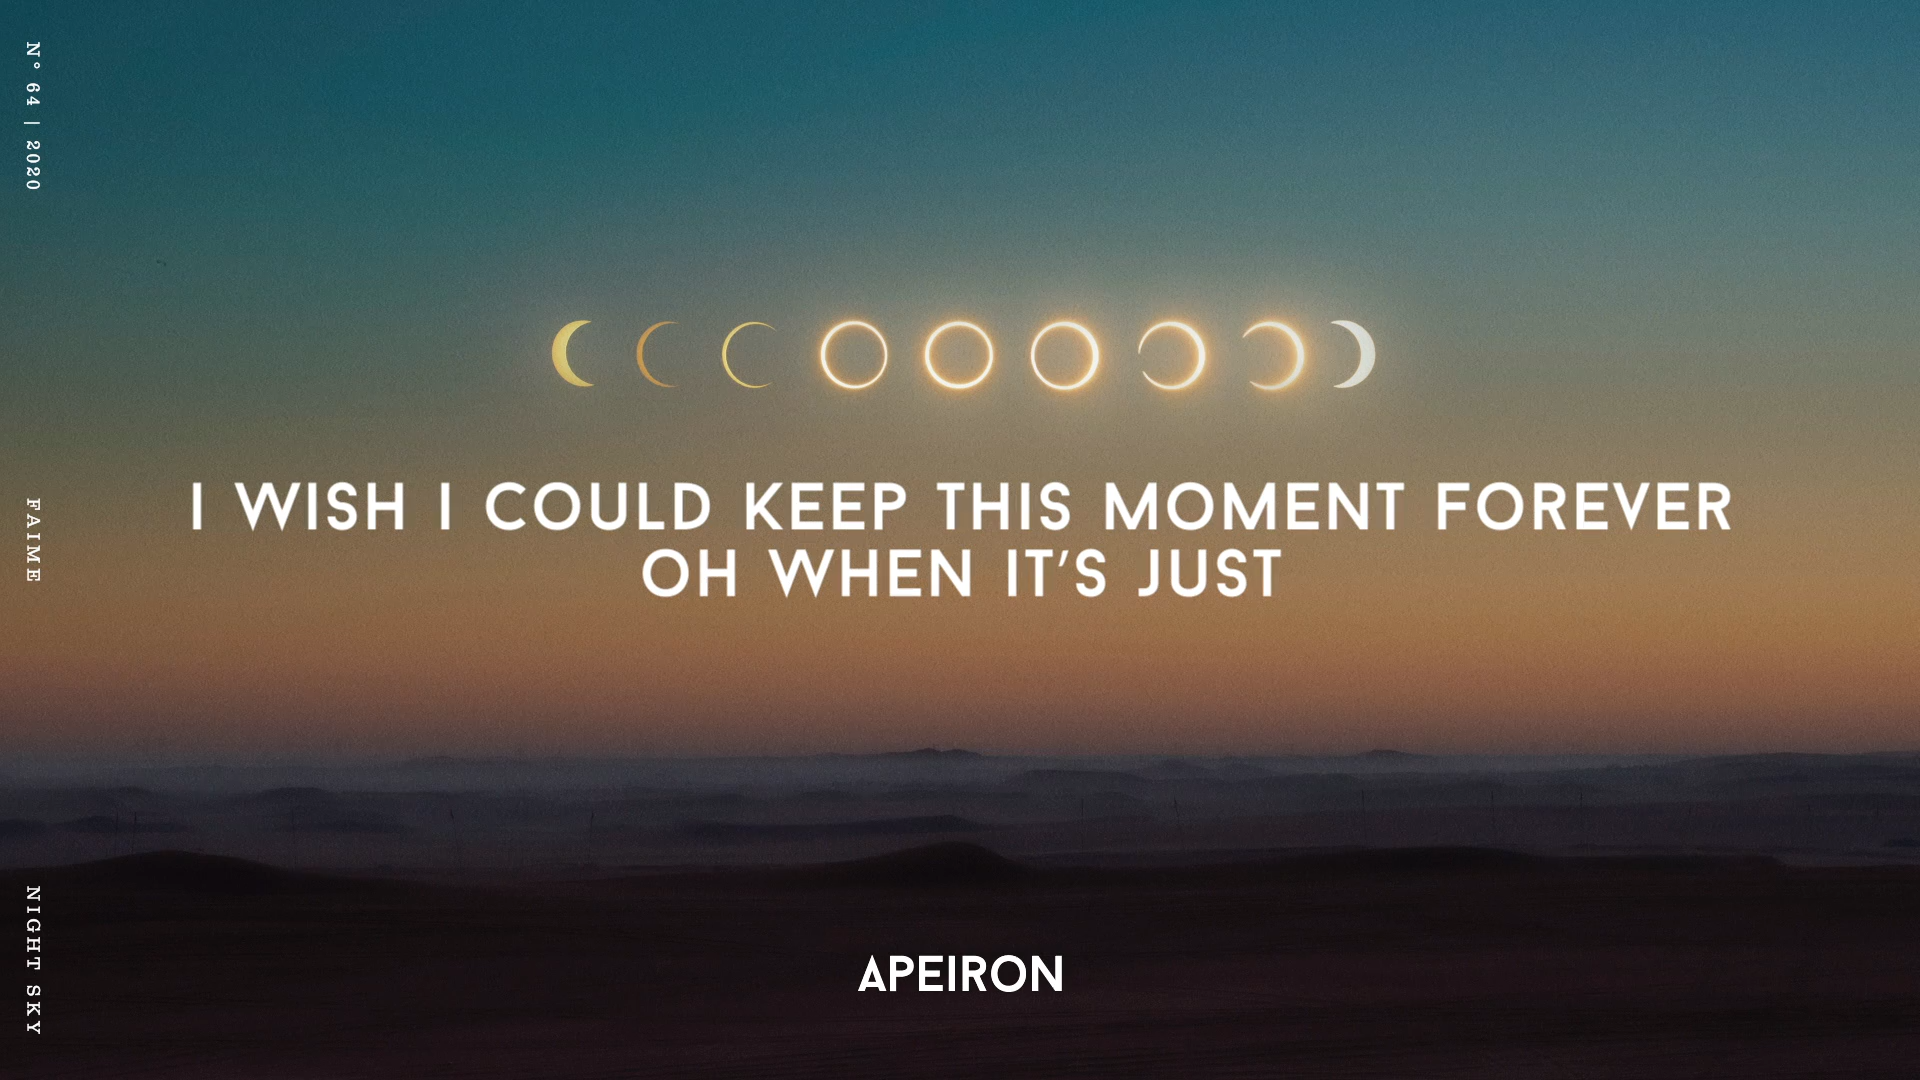 N° 64 | 2020
FAIME
NIGHT SKY
I WISH I COULD KEEP THIS MOMENT FOREVER
OH WHEN IT'S JUST
APEIRON